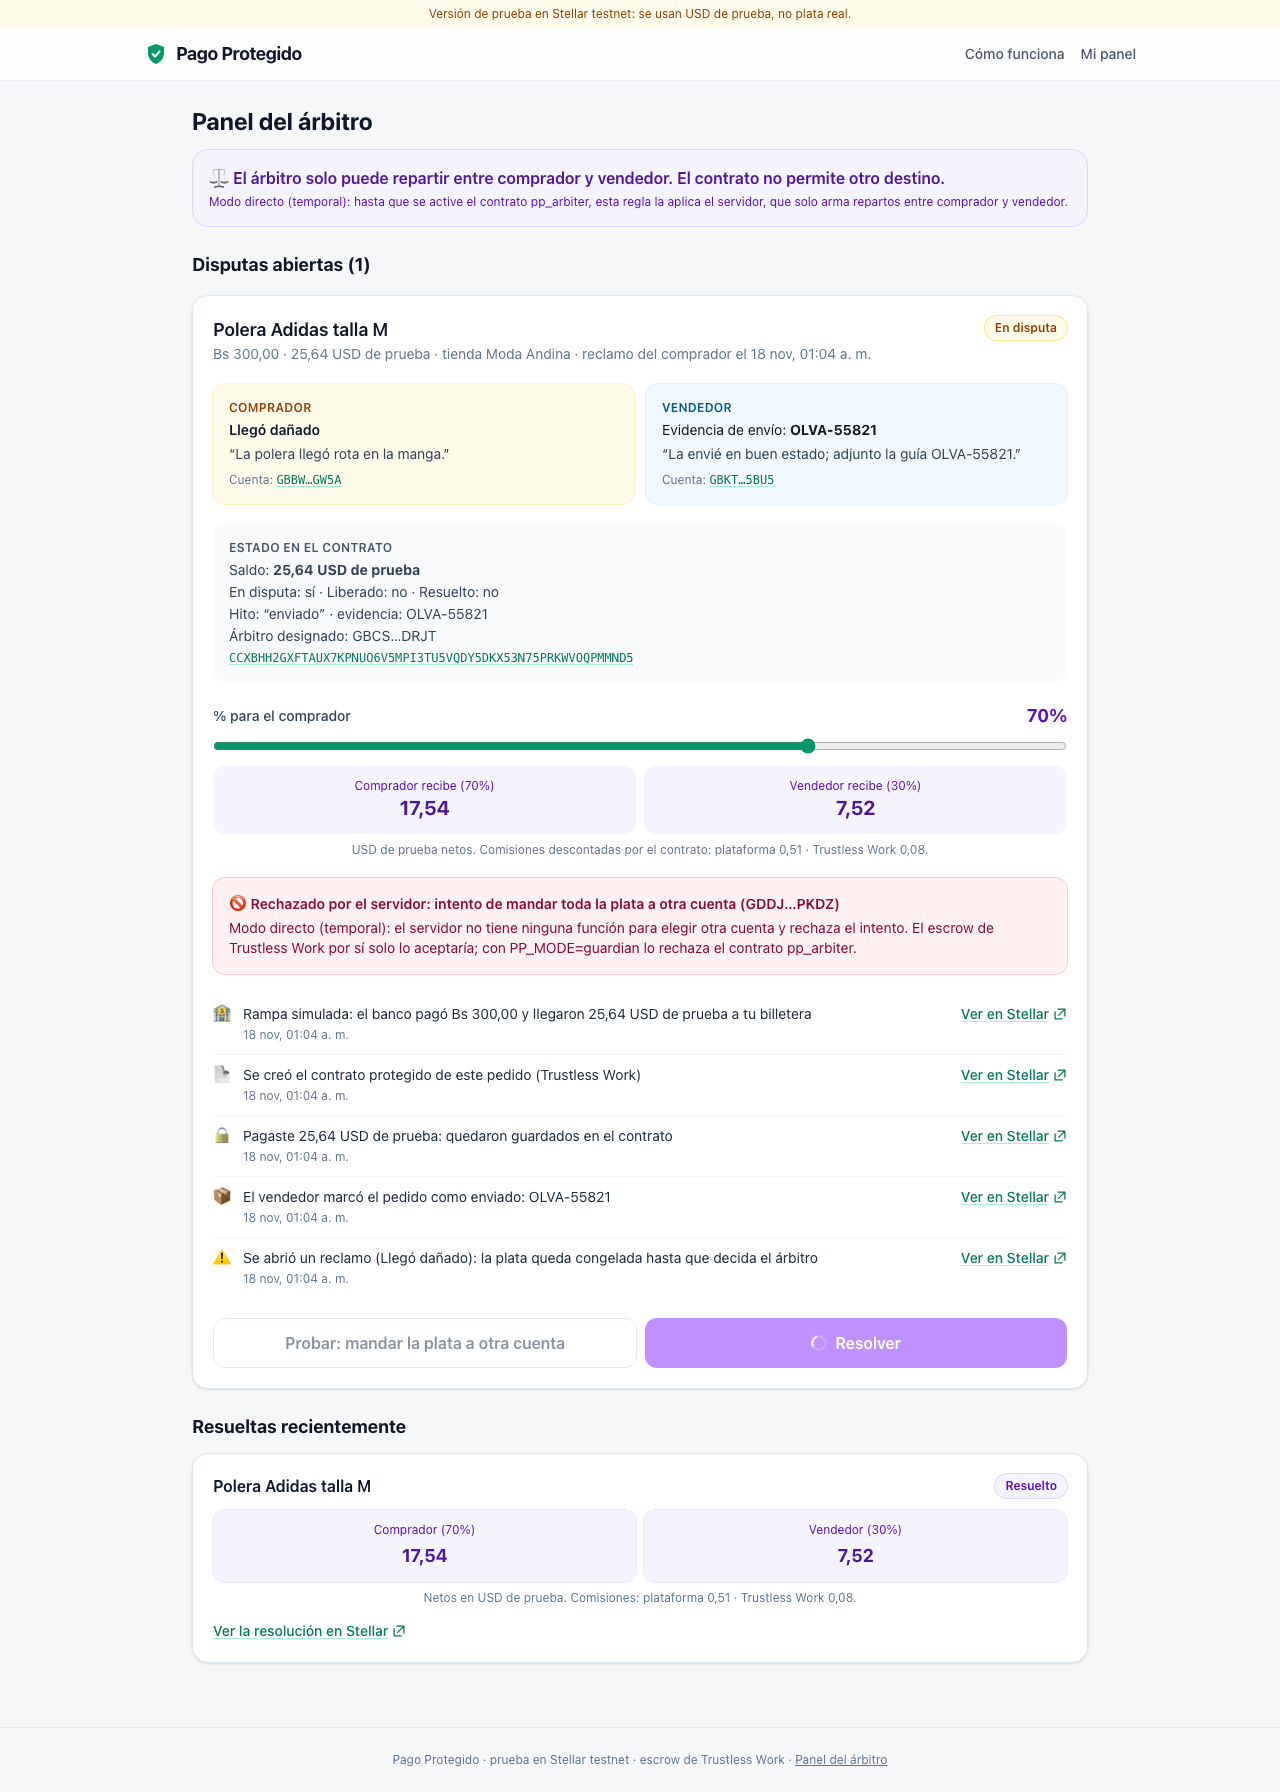 Versión de prueba en Stellar testnet: se usan USD de prueba, no plata real.
Pago Protegido
Cómo funciona
Mi panel
Panel del árbitro
El árbitro solo puede repartir entre comprador y vendedor. El contrato no permite otro destino.
Modo directo (temporal): hasta que se active el contrato pp_arbiter, esta regla la aplica el servidor, que solo arma repartos entre comprador y vendedor.
Disputas abiertas (1)
Polera Adidas talla M
En disputa
Bs 300,00 · 25,64 USD de prueba · tienda Moda Andina · reclamo del comprador el 18 nov, 01:04 a. m.
COMPRADOR
Llegó dañado
“La polera llegó rota en la manga.”
Cuenta: GBBW…GW5A
VENDEDOR
Evidencia de envío: OLVA-55821
“La envié en buen estado; adjunto la guía OLVA-55821.”
Cuenta: GBKT…5BU5
ESTADO EN EL CONTRATO
Saldo: 25,64 USD de prueba
En disputa: sí · Liberado: no · Resuelto: no
Hito: “enviado” · evidencia: OLVA-55821
Árbitro designado: GBCS…DRJT
CCXBHH2GXFTAUX7KPNUO6V5MPI3TU5VQDY5DKX53N75PRKWVOQPMMND5
% para el comprador
70%
Comprador recibe (70%)
17,54
Vendedor recibe (30%)
7,52
USD de prueba netos. Comisiones descontadas por el contrato: plataforma 0,51 · Trustless Work 0,08.
Rechazado por el servidor: intento de mandar toda la plata a otra cuenta (GDDJ…PKDZ)
Modo directo (temporal): el servidor no tiene ninguna función para elegir otra cuenta y rechaza el intento. El escrow de
Trustless Work por sí solo lo aceptaría; con PP_MODE=guardian lo rechaza el contrato pp_arbiter.
Rampa simulada: el banco pagó Bs 300,00 y llegaron 25,64 USD de prueba a tu billetera
Ver en Stellar
18 nov, 01:04 a. m.
Se creó el contrato protegido de este pedido (Trustless Work)
Ver en Stellar
18 nov, 01:04 a. m.
Pagaste 25,64 USD de prueba: quedaron guardados en el contrato
Ver en Stellar
18 nov, 01:04 a. m.
El vendedor marcó el pedido como enviado: OLVA-55821
Ver en Stellar
18 nov, 01:04 a. m.
Se abrió un reclamo (Llegó dañado): la plata queda congelada hasta que decida el árbitro
Ver en Stellar
18 nov, 01:04 a. m.
Probar: mandar la plata a otra cuenta
Resolver
Resueltas recientemente
Polera Adidas talla M
Resuelto
Comprador (70%)
17,54
Vendedor (30%)
7,52
Netos en USD de prueba. Comisiones: plataforma 0,51 · Trustless Work 0,08.
Ver la resolución en Stellar
Pago Protegido · prueba en Stellar testnet · escrow de Trustless Work · Panel del árbitro